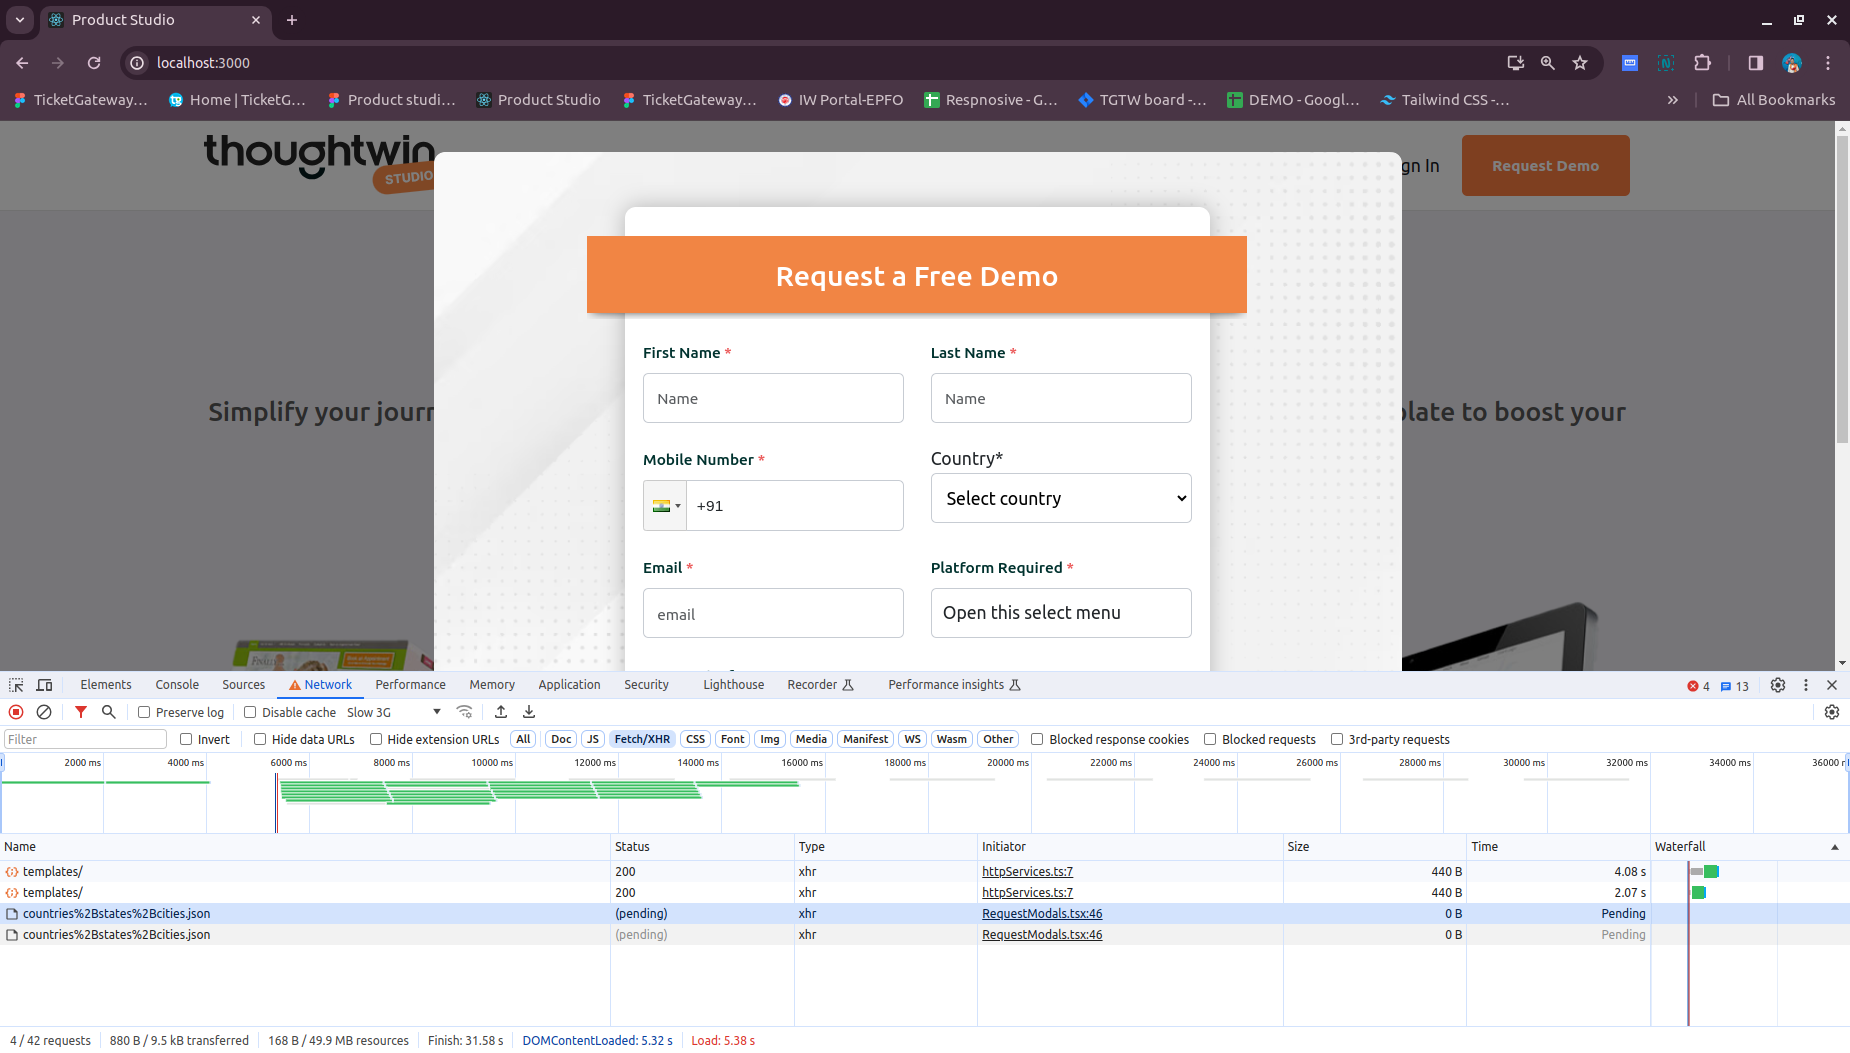 Product Studio
localhost:3000
TicketGateway... Home | TicketG... Product studi... Product Studio TicketGateway... IW Portal-EPFO Respnosive - G... TGTW board -... DEMO - Googl... Tailwind CSS -... » All Bookmarks
thoughtwin
STUDIO
gn In
Request Demo
Request a Free Demo
First Name *
Last Name *
Name
Name
Simplify your journ
plate to boost your
Mobile Number *
Country*
+91
Select country
Email *
Platform Required *
email
Open this select menu
Elements Console Sources Network Performance Memory Application Security Lighthouse Recorder Performance insights 4 13
Preserve log Disable cache Slow 3G
Filter Invert Hide data URLs Hide extension URLs All Doc JS Fetch/XHR CSS Font Img Media Manifest WS Wasm Other Blocked response cookies Blocked requests 3rd-party requests
2000 ms 4000 ms 6000 ms 8000 ms 10000 ms 12000 ms 14000 ms 16000 ms 18000 ms 20000 ms 22000 ms 24000 ms 26000 ms 28000 ms 30000 ms 32000 ms 34000 ms 36000
Name Status Type Initiator Size Time Waterfall
templates/ 200 xhr httpServices.ts:7 440 B 4.08 s
templates/ 200 xhr httpServices.ts:7 440 B 2.07 s
countries%2Bstates%2Bcities.json (pending) xhr RequestModals.tsx:46 0 B Pending
countries%2Bstates%2Bcities.json (pending) xhr RequestModals.tsx:46 0 B Pending
4 / 42 requests 880 B / 9.5 kB transferred 168 B / 49.9 MB resources Finish: 31.58 s DOMContentLoaded: 5.32 s Load: 5.38 s